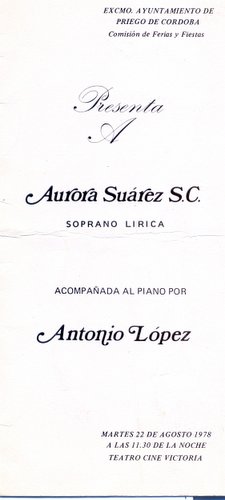 EXCMO. AYUNTAMIENTO DE
PRIEGO DE CORDOBA
Comisión de Ferias y Fiestas
Presenta
A
Aurora Suárez S.C.
SOPRANO LIRICA
ACOMPAÑADA AL PIANO POR
Antonio López
MARTES 22 DE AGOSTO 1978
A LAS 11.30 DE LA NOCHE
TEATRO CINE VICTORIA